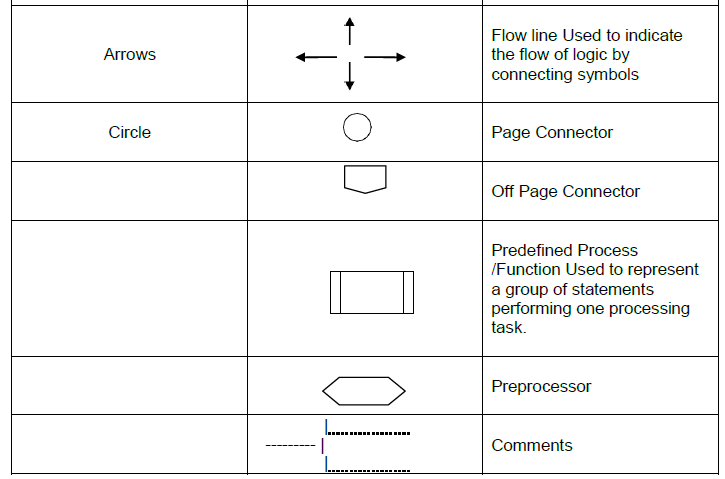 Arrows
Flow line Used to indicate
the flow of logic by
connecting symbols
Circle
Page Connector
Off Page Connector
Predefined Process
/Function Used to represent
a group of statements
performing one processing
task.
Preprocessor
Comments